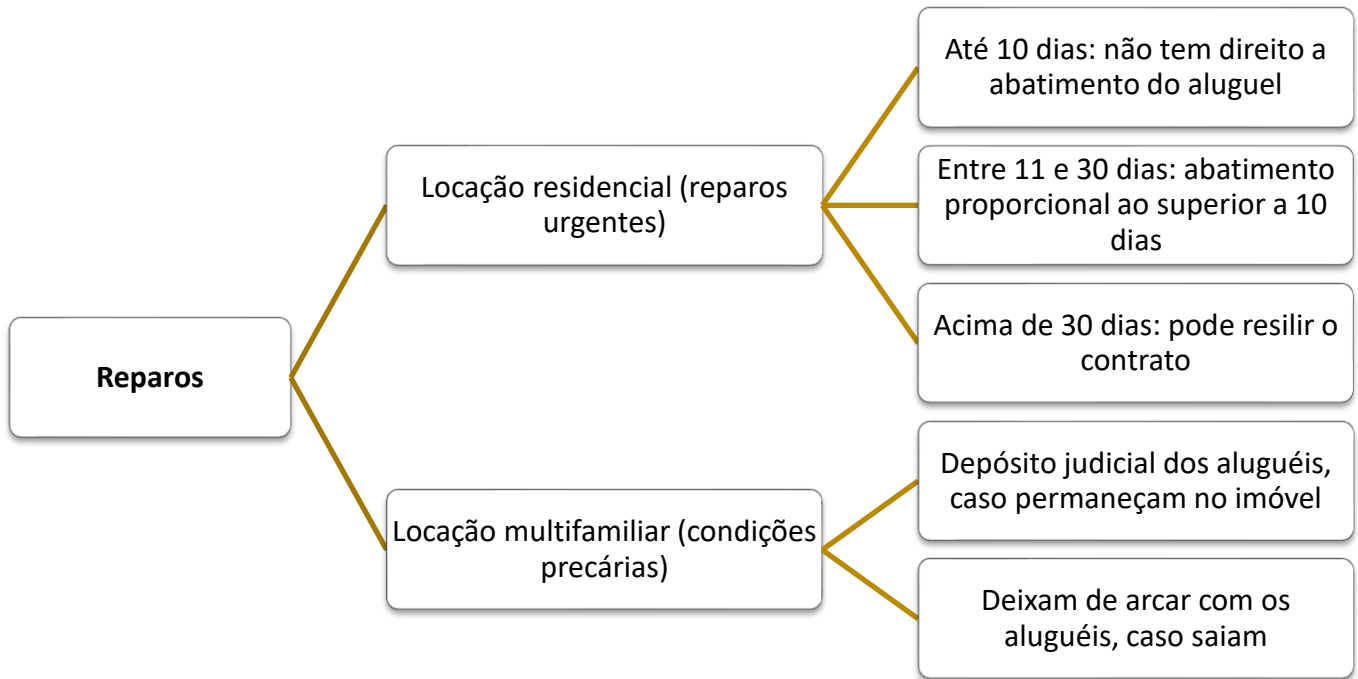 Reparos
Locação residencial (reparos
urgentes)
Até 10 dias: não tem direito a
abatimento do aluguel
Entre 11 e 30 dias: abatimento
proporcional ao superior a 10
dias
Acima de 30 dias: pode resilir o
contrato
Locação multifamiliar (condições
precárias)
Depósito judicial dos aluguéis,
caso permaneçam no imóvel
Deixam de arcar com os
aluguéis, caso saiam